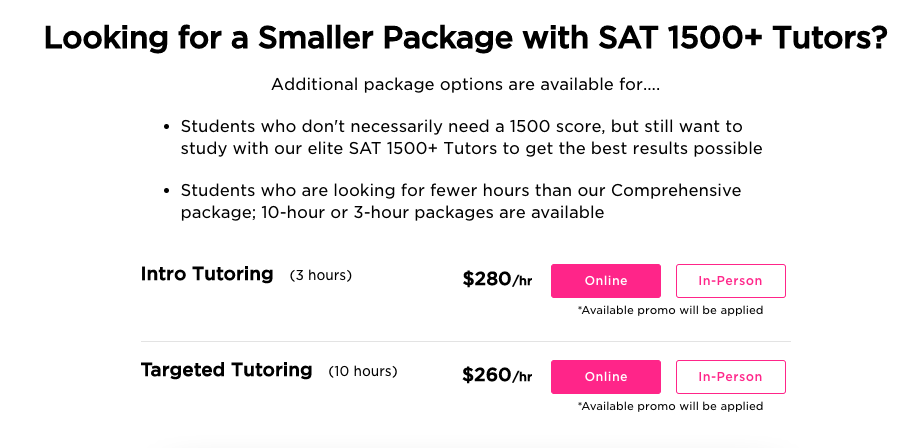 Looking for a Smaller Package with SAT 1500+ Tutors?
Additional package options are available for....
• Students who don't necessarily need a 1500 score, but still want to
study with our elite SAT 1500+ Tutors to get the best results possible
• Students who are looking for fewer hours than our Comprehensive
package; 10-hour or 3-hour packages are available
Intro Tutoring (3 hours) $280/hr Online In-Person
*Available promo will be applied
Targeted Tutoring (10 hours) $260/hr Online In-Person
*Available promo will be applied